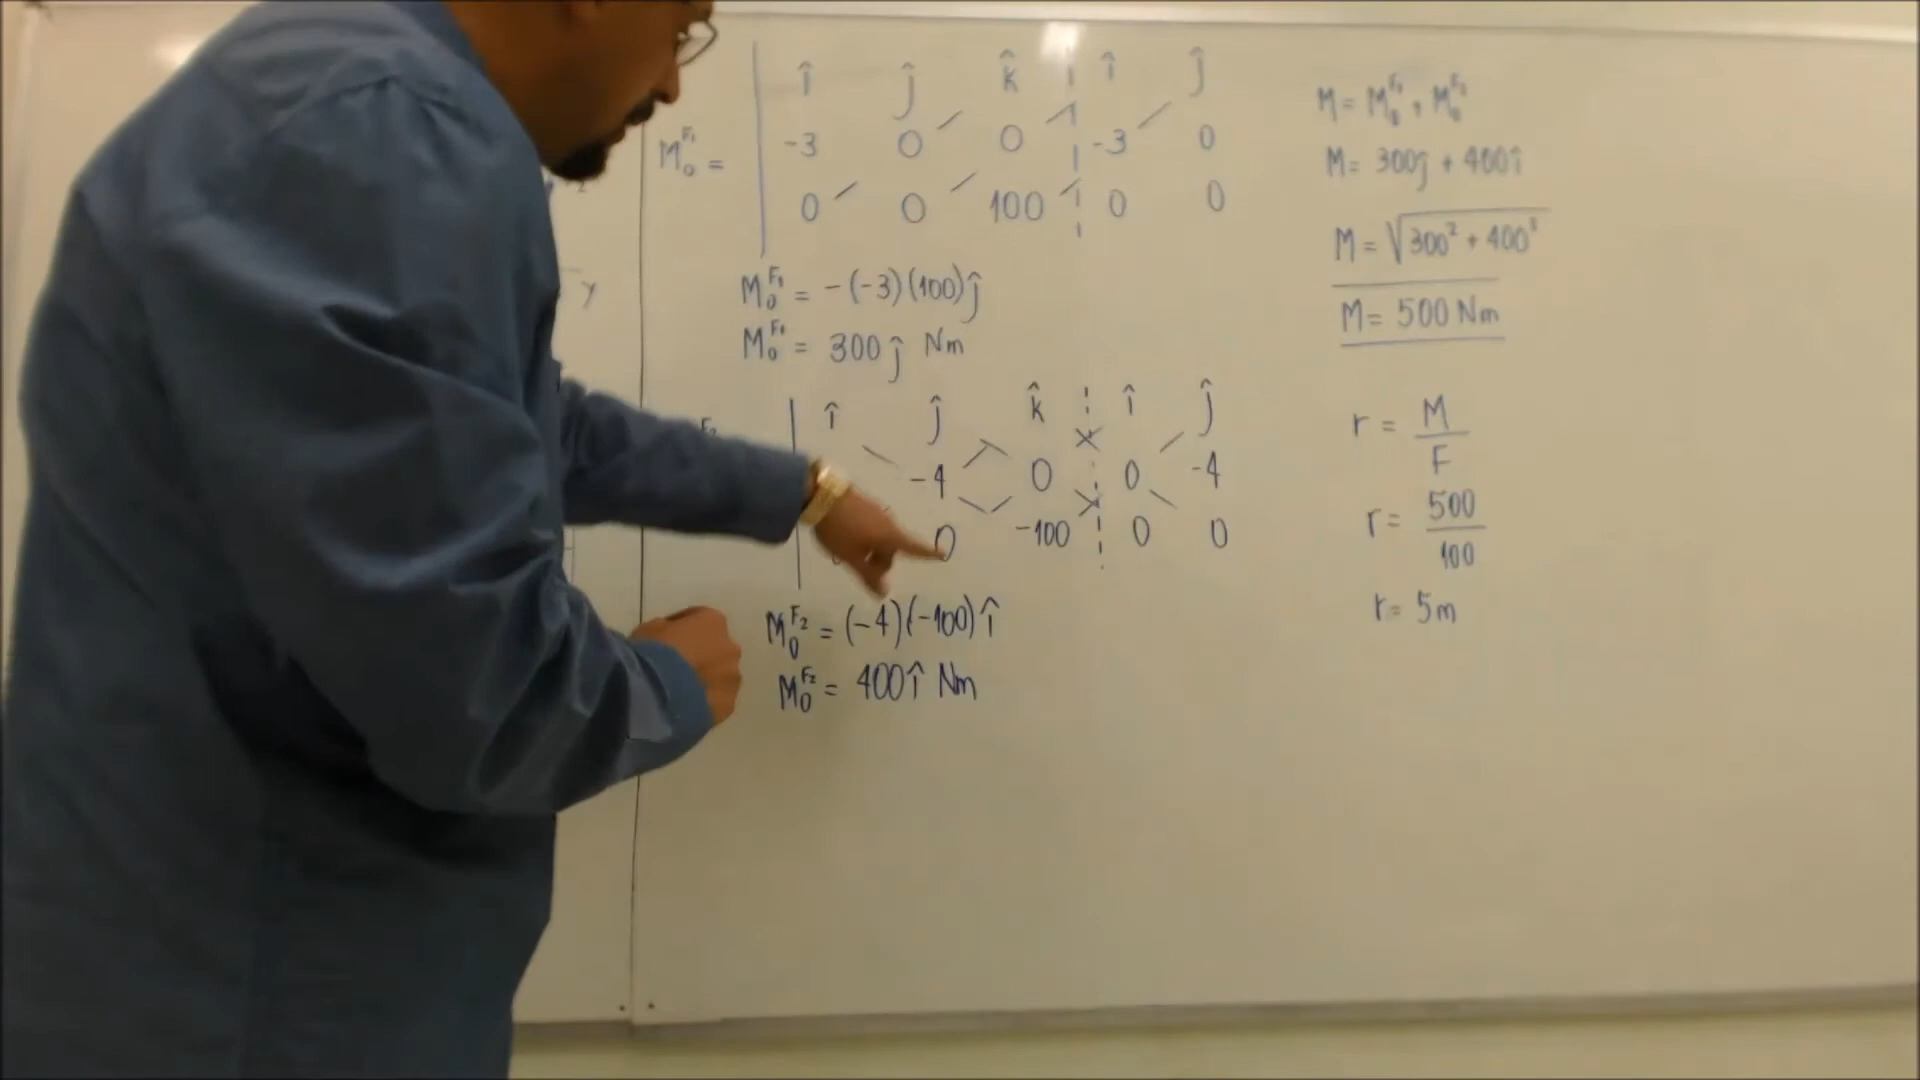 î ĵ k̂ î ĵ
-3 0 0 -3 0
M₀^F₁ =
0 0 100 0 0
M₀^F₁ = -(-3)(100)ĵ
M₀^F₁ = 300ĵ Nm
î ĵ k̂ î ĵ
F₂
-4 0 0 -4
0 -100 0 0
M₀^F₂ = (-4)(-100)î
M₀^F₂ = 400î Nm
M = M₀^F₁ + M₀^F₂
M = 300ĵ + 400î
M = √300² + 400²
M = 500 Nm
r = M/F
r = 500/100
r = 5m
y
z